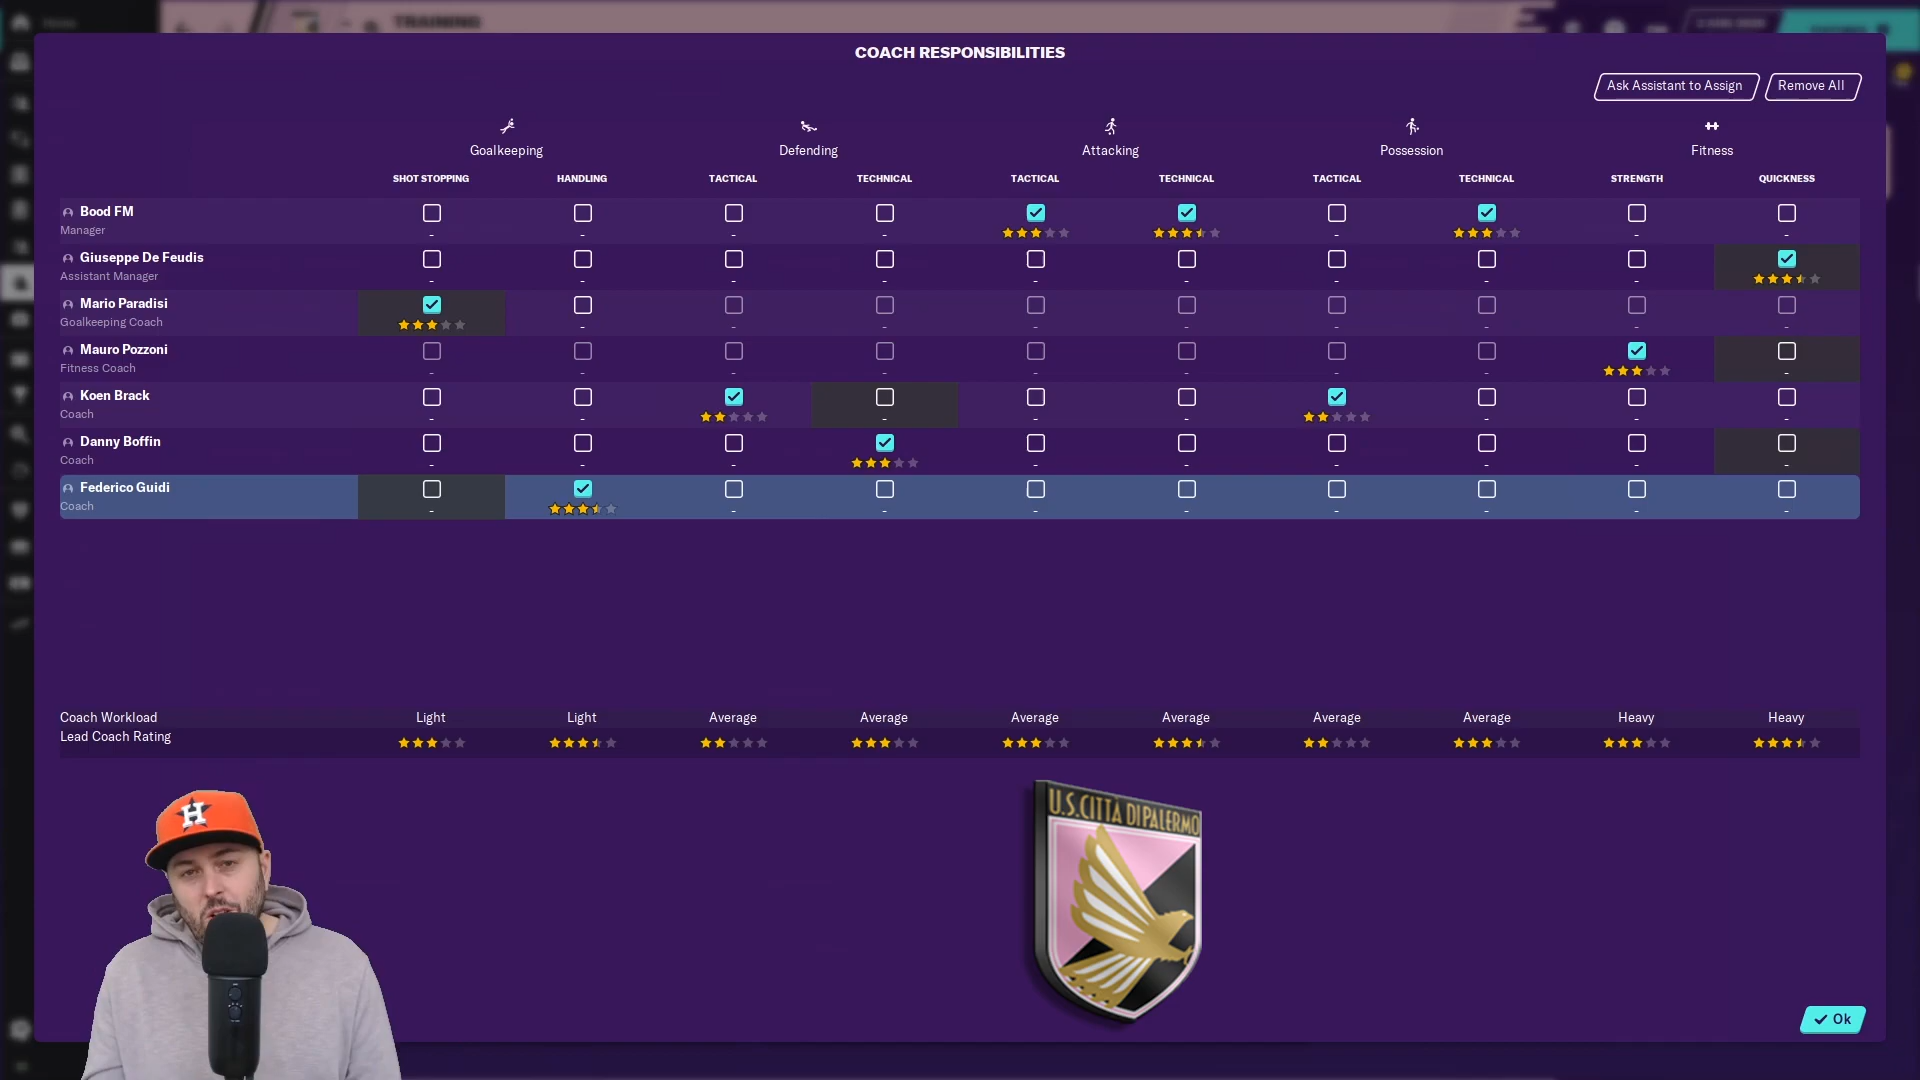 Home
TRAINING
COACH RESPONSIBILITIES
Ask Assistant to Assign
Remove All
Goalkeeping
Defending
Attacking
Possession
Fitness
SHOT STOPPING
HANDLING
TACTICAL
TECHNICAL
TACTICAL
TECHNICAL
TACTICAL
TECHNICAL
STRENGTH
QUICKNESS
Bood FM
Manager
- - - - - - -
Giuseppe De Feudis
Assistant Manager
- - - - - - - - -
Mario Paradisi
Goalkeeping Coach
- - - - - - - - -
Mauro Pozzoni
Fitness Coach
- - - - - - - - -
Koen Brack
Coach
- - - - - - - -
Danny Boffin
Coach
- - - - - - - - -
Federico Guidi
Coach
- - - - - - - - -
Coach Workload
Light
Light
Average
Average
Average
Average
Average
Average
Heavy
Heavy
Lead Coach Rating
H
U.S.CITTÀ DI PALERMO
Ok